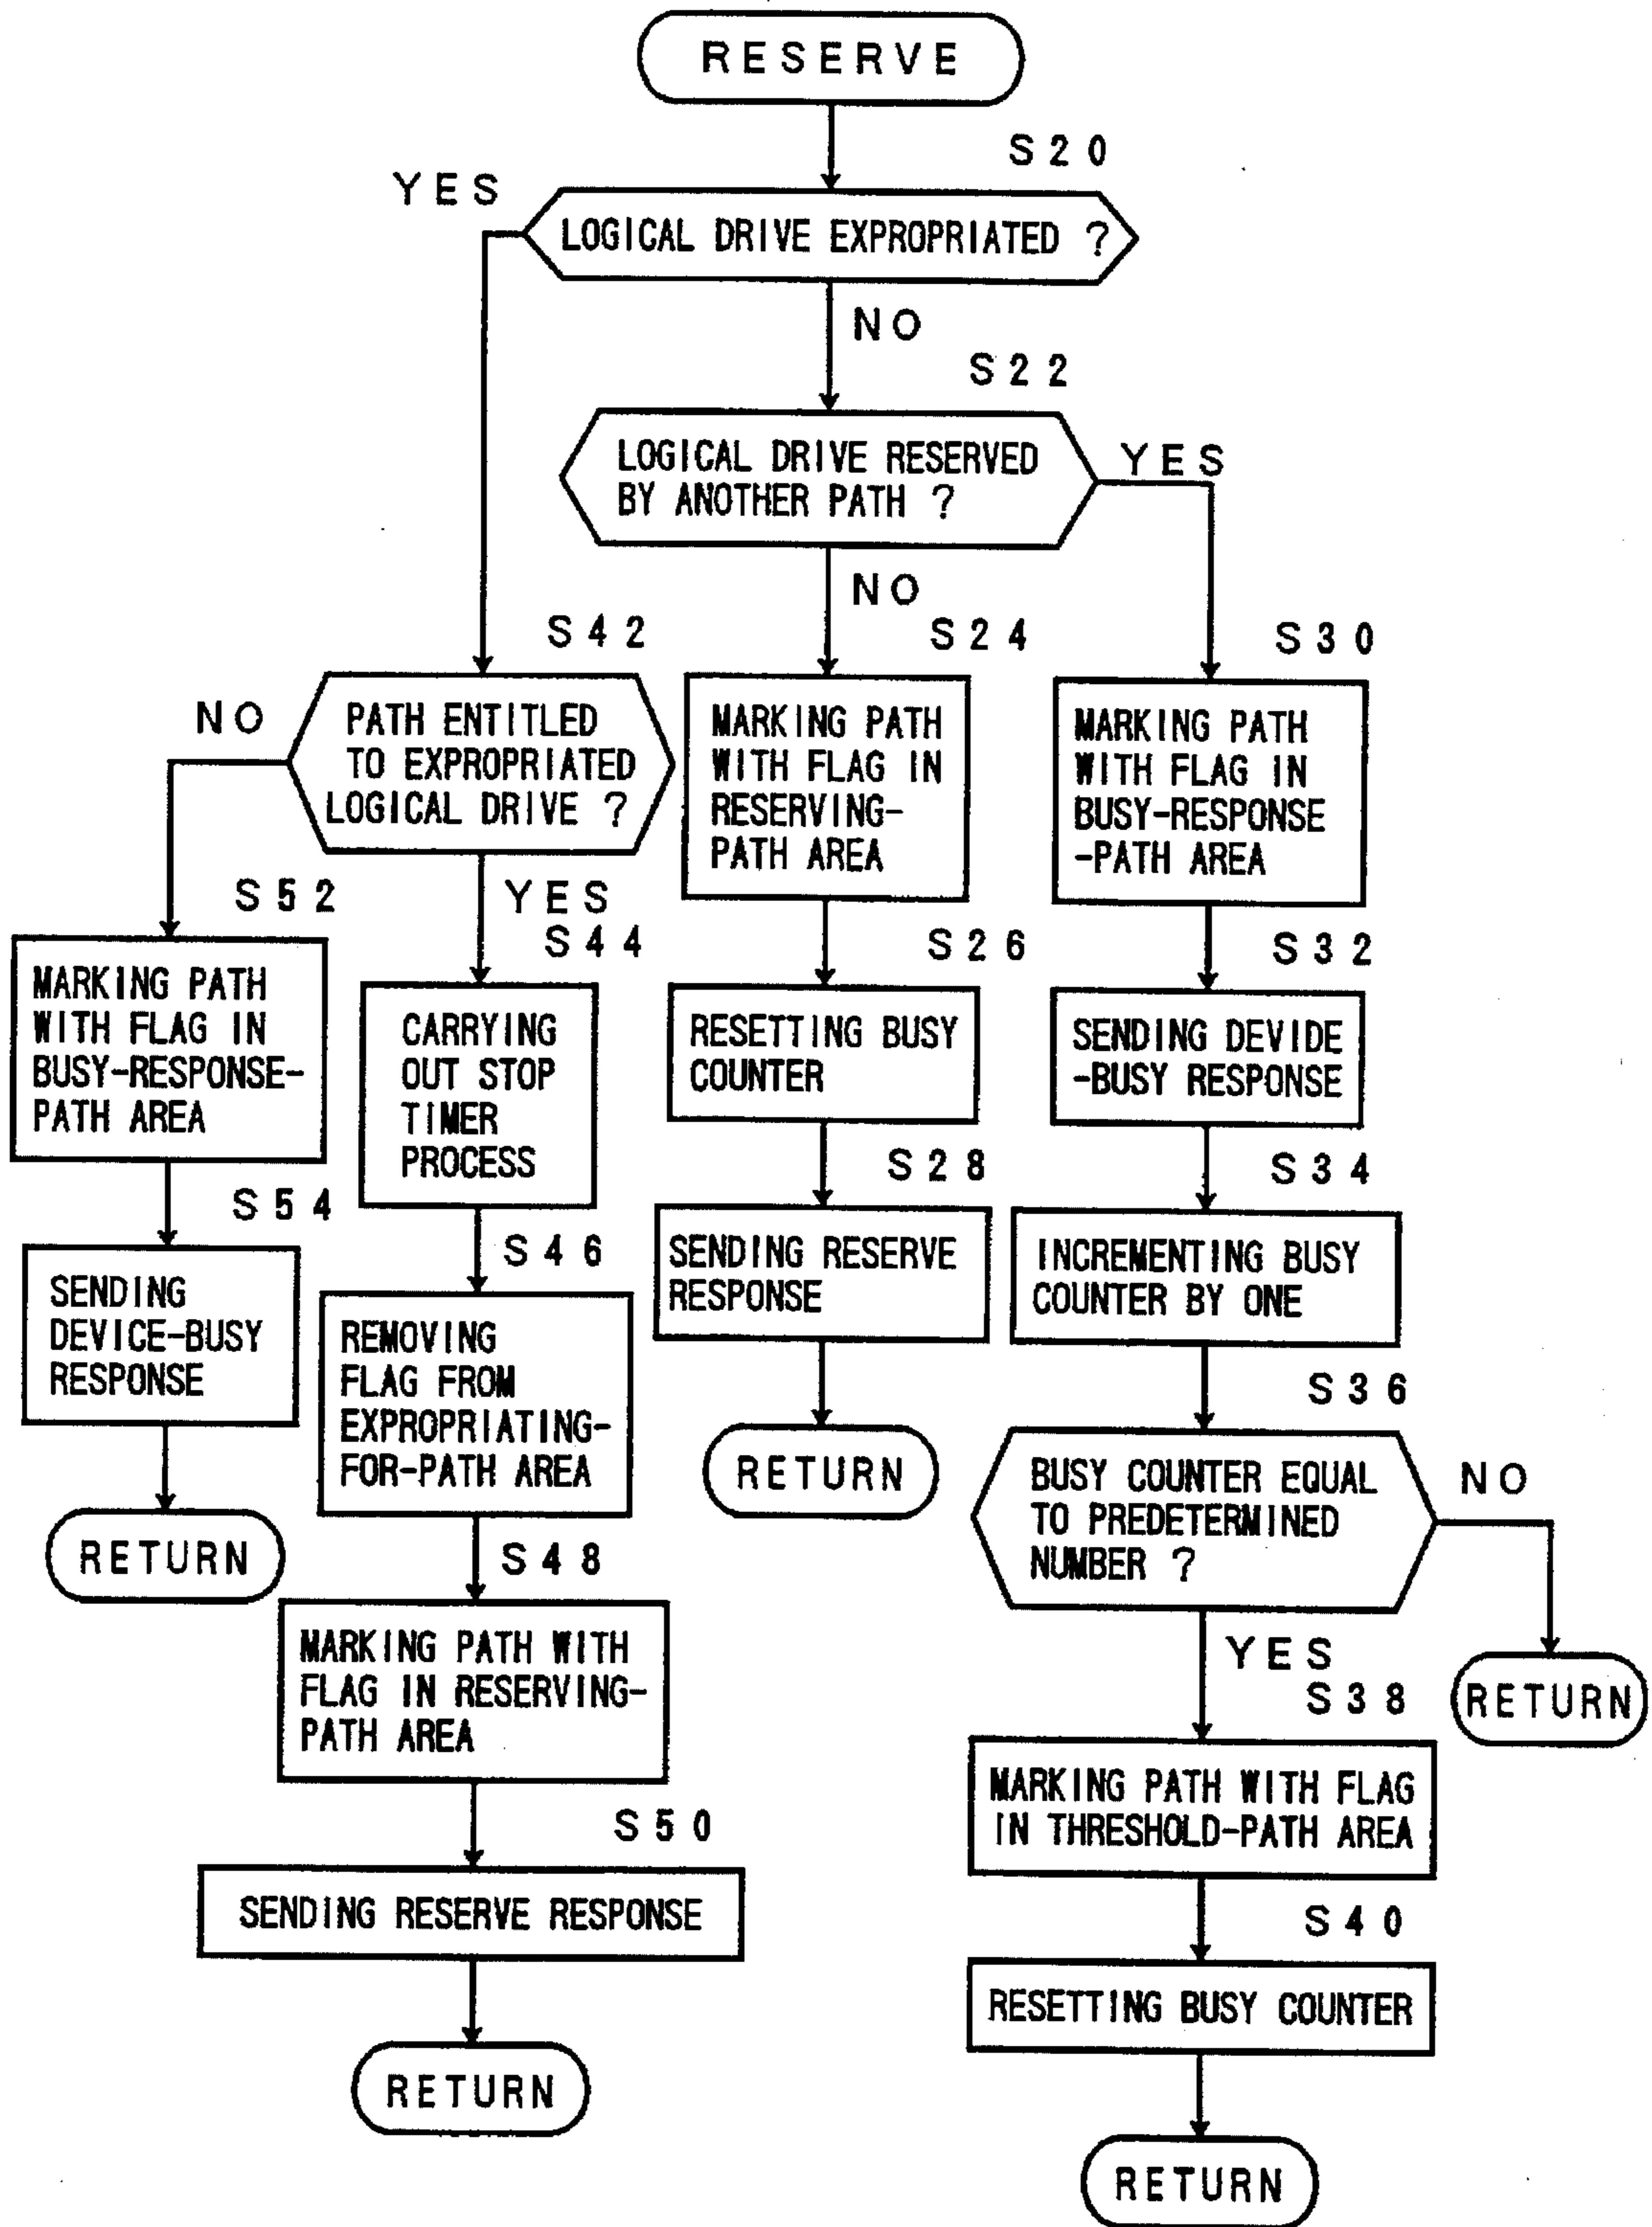 RESERVE
S20
YES
LOGICAL DRIVE EXPROPRIATED ?
NO
S22
LOGICAL DRIVE RESERVED
BY ANOTHER PATH ?
YES
NO
S42
S24
S30
NO
PATH ENTITLED
TO EXPROPRIATED
LOGICAL DRIVE ?
MARKING PATH
WITH FLAG IN
RESERVING-
PATH AREA
MARKING PATH
WITH FLAG IN
BUSY-RESPONSE
-PATH AREA
S52
YES
S44
S26
S32
MARKING PATH
WITH FLAG IN
BUSY-RESPONSE-
PATH AREA
CARRYING
OUT STOP
TIMER
PROCESS
RESETTING BUSY
COUNTER
SENDING DEVIDE
-BUSY RESPONSE
S54
S46
S28
S34
SENDING
DEVICE-BUSY
RESPONSE
REMOVING
FLAG FROM
EXPROPRIATING-
FOR-PATH AREA
SENDING RESERVE
RESPONSE
INCREMENTING BUSY
COUNTER BY ONE
S36
RETURN
BUSY COUNTER EQUAL
TO PREDETERMINED
NUMBER ?
NO
RETURN
S48
MARKING PATH WITH
FLAG IN RESERVING-
PATH AREA
YES
S38
RETURN
MARKING PATH WITH FLAG
IN THRESHOLD-PATH AREA
S50
SENDING RESERVE RESPONSE
S40
RESETTING BUSY COUNTER
RETURN
RETURN